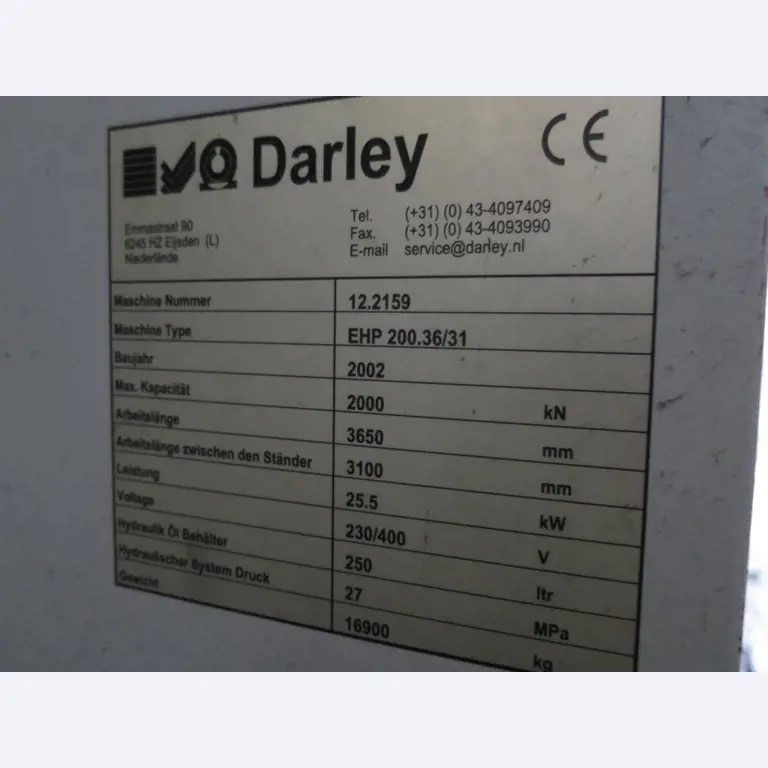 Darley
CE
Emmastraat 90
6245 HZ Eijsden (L)
Niederlände
Tel. (+31) (0) 43-4097409
Fax. (+31) (0) 43-4093990
E-mail service@darley.nl
Maschine Nummer 12.2159
Maschine Type EHP 200.36/31
Baujahr 2002
Max. Kapacität 2000 kN
Arbeitslänge 3650 mm
Arbeitslänge zwischen den Ständer 3100 mm
Leistung 25.5 kW
Voltage 230/400 V
Hydraulik Öl Behälter 250 ltr
Hydraulischer System Druck 27 MPa
Gewicht 16900 kg